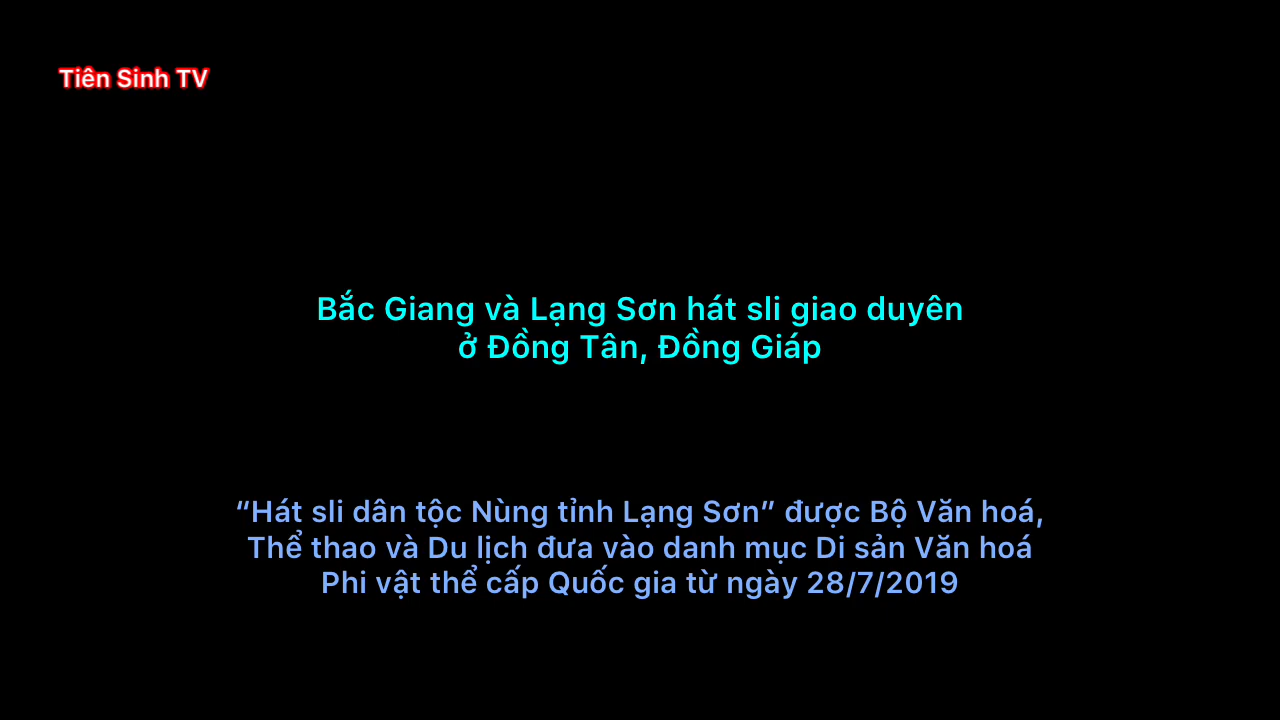 Tiên Sinh TV
Bắc Giang và Lạng Sơn hát sli giao duyên
ở Đồng Tân, Đồng Giáp
“Hát sli dân tộc Nùng tỉnh Lạng Sơn” được Bộ Văn hoá,
Thể thao và Du lịch đưa vào danh mục Di sản Văn hoá
Phi vật thể cấp Quốc gia từ ngày 28/7/2019